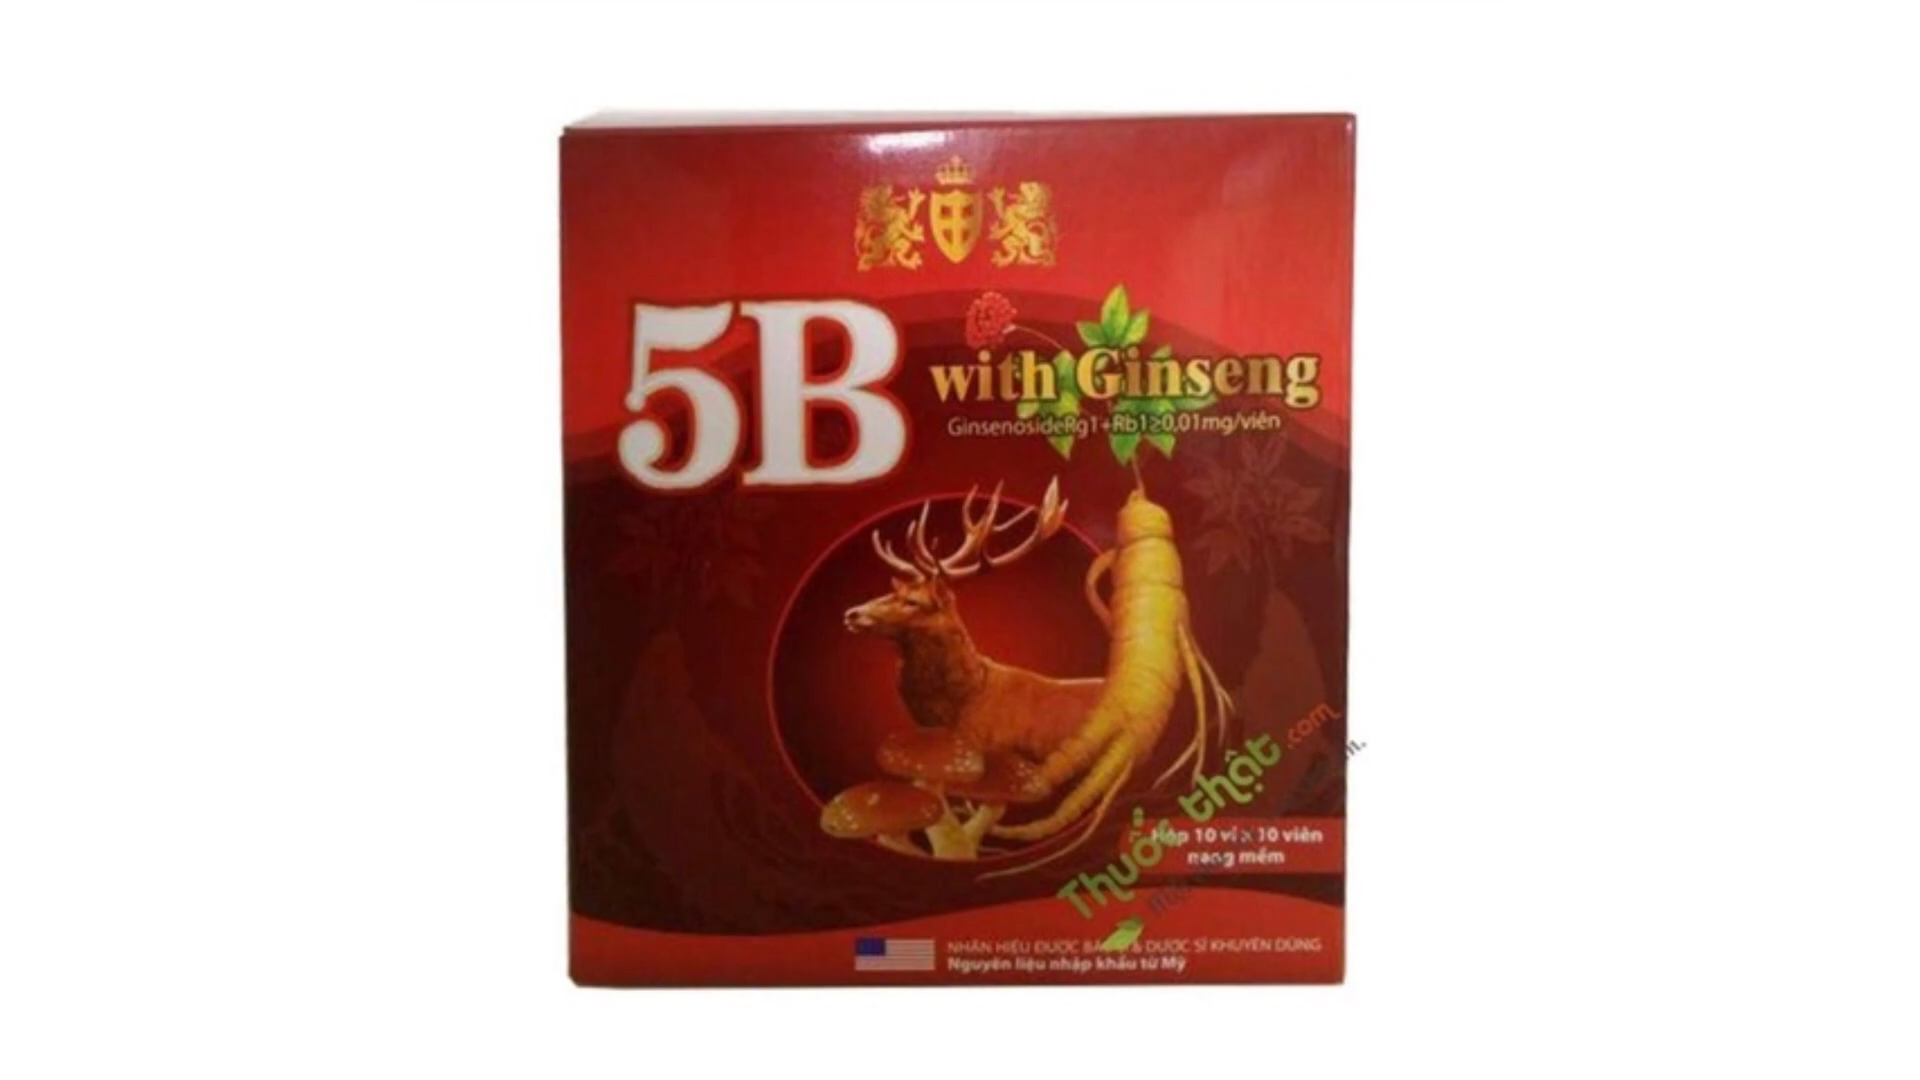 5B
with Ginseng
GinsenosideRg1+Rb1≥0,01mg/viên
Hộp 10 vỉ x 10 viên
nang mềm
Thuốc thật .com
NHÃN HIỆU ĐƯỢC BÁC SĨ & DƯỢC SĨ KHUYÊN DÙNG
Nguyên liệu nhập khẩu từ Mỹ